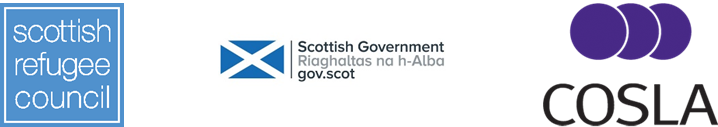 scottish
refugee
council
Scottish Government
Riaghaltas na h-Alba
gov.scot
COSLA